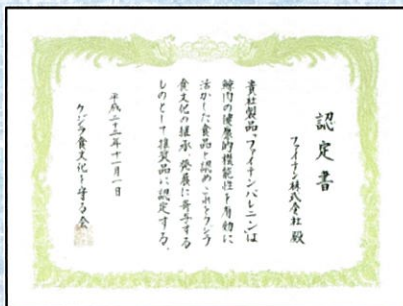 認定書
ファイテン株式会社 殿
貴社製品「ファイテンバレニン」は
鯨肉の健康的機能性を有効に
活かした食品と認め、これをクジラ
食文化の継承、発展に寄与する
ものとして推奨品に認定する。
平成二十三年十一月一日
クジラ食文化を守る会